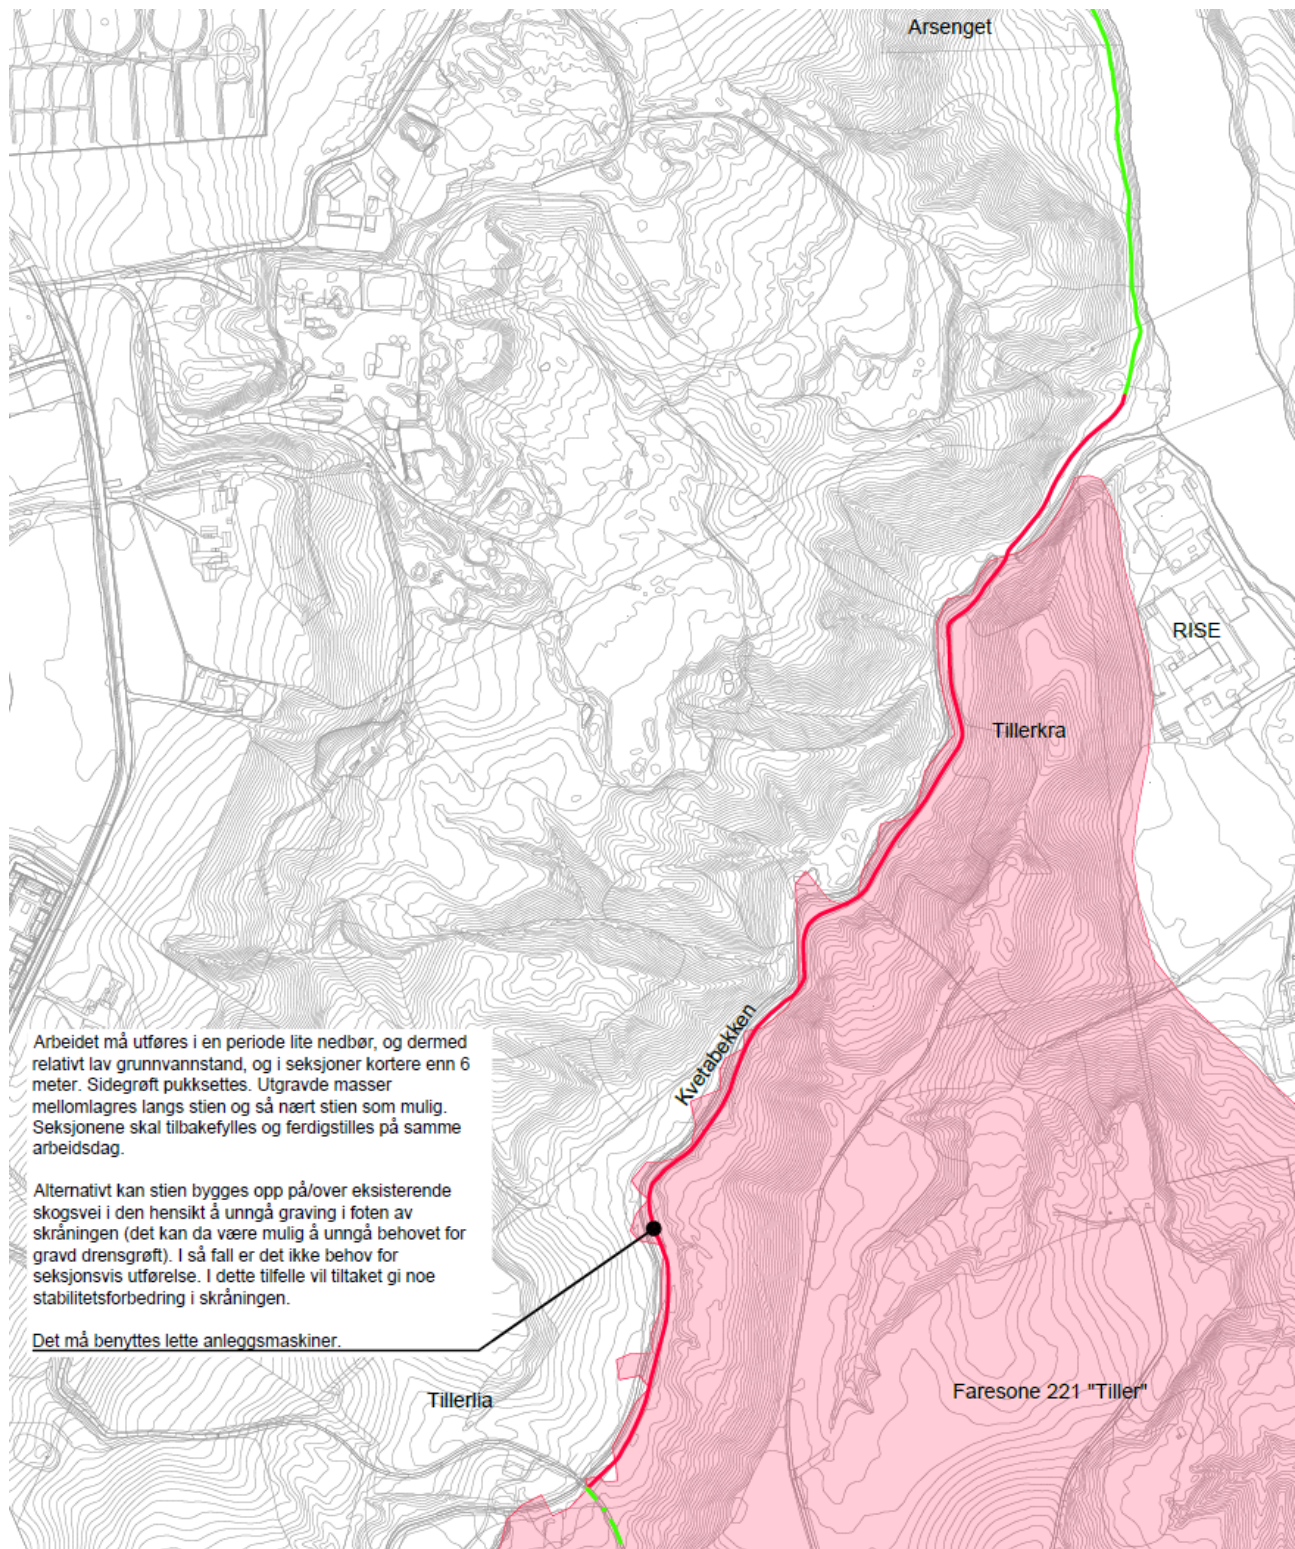 Arsenget
RISE
Tillerkra
Kvetabekken
Arbeidet må utføres i en periode lite nedbør, og dermed
relativt lav grunnvannstand, og i seksjoner kortere enn 6
meter. Sidegrøft pukksettes. Utgravde masser
mellomlagres langs stien og så nært stien som mulig.
Seksjonene skal tilbakefylles og ferdigstilles på samme
arbeidsdag.
Alternativt kan stien bygges opp på/over eksisterende
skogsvei i den hensikt å unngå graving i foten av
skråningen (det kan da være mulig å unngå behovet for
gravd drensgrøft). I så fall er det ikke behov for
seksjonsvis utførelse. I dette tilfelle vil tiltaket gi noe
stabilitetsforbedring i skråningen.
Det må benyttes lette anleggsmaskiner.
Tillerlia
Faresone 221 "Tiller"